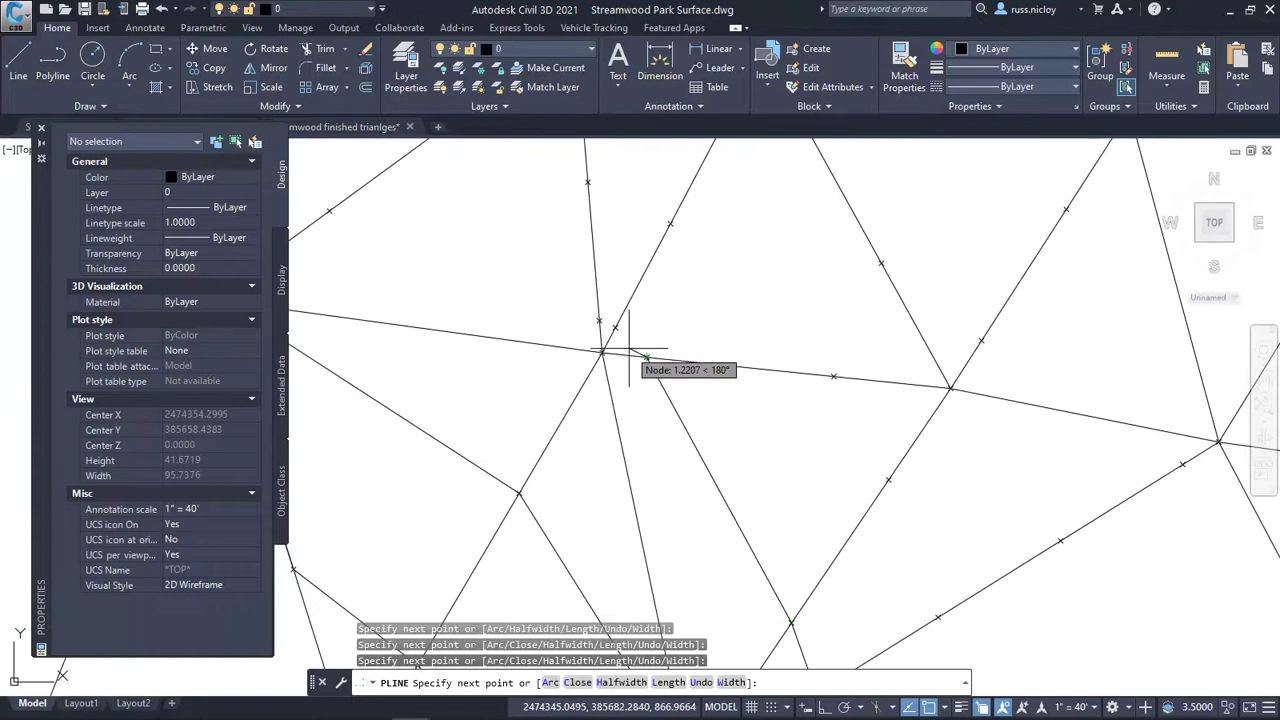 Autodesk Civil 3D 2021 Streamwood Park Surface.dwg
Type a keyword or phrase
russ.nicloy
C3D
0
Home Insert Annotate Parametric View Manage Output Collaborate Express Tools Vehicle Tracking Featured Apps
Line Polyline Circle Arc
Move Rotate Trim
Copy Mirror Fillet
Stretch Scale Array
Layer Properties
0
Make Current
Match Layer
Text Dimension
Linear
Leader
Table
Insert
Create
Edit
Edit Attributes
Match Properties
ByLayer
ByLayer
ByLayer
Group
Measure
Paste
Draw Modify Layers Annotation Block Properties Groups Utilities Clipboard
mwood finished trianlges*
[−][To
No selection
General
Color ByLayer
Layer 0
Linetype ByLayer
Linetype scale 1.0000
Lineweight ByLayer
Transparency ByLayer
Thickness 0.0000
3D Visualization
Material ByLayer
Plot style
Plot style ByColor
Plot style table None
Plot table attac... Model
Plot table type Not available
View
Center X 2474354.2995
Center Y 385658.4383
Center Z 0.0000
Height 41.6719
Width 95.7376
Misc
Annotation scale 1" = 40'
UCS icon On Yes
UCS icon at ori... No
UCS per viewp... Yes
UCS Name *TOP*
Visual Style 2D Wireframe
PROPERTIES
Design
Display
Extended Data
Object Class
N
W TOP E
S
Unnamed
Node: 1.2207 < 180°
Y
X
Specify next point or [Arc/Halfwidth/Length/Undo/Width]:
Specify next point or [Arc/Close/Halfwidth/Length/Undo/Width]:
Specify next point or [Arc/Close/Halfwidth/Length/Undo/Width]:
PLINE Specify next point or [Arc Close Halfwidth Length Undo Width]:
Model Layout1 Layout2
2474345.0495, 385682.2840, 866.9664 MODEL 1" = 40' 3.5000